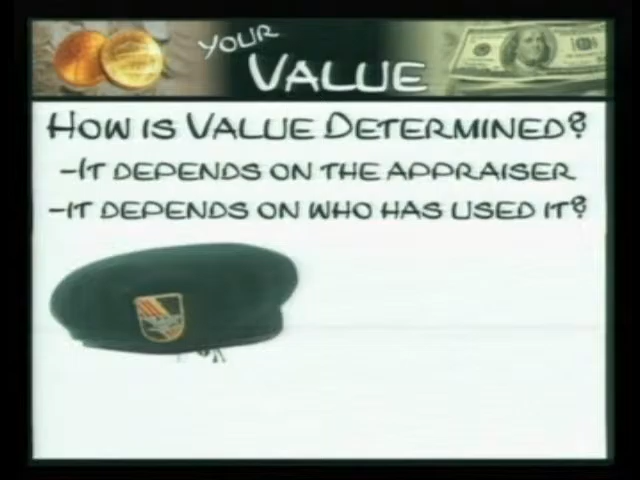 YOUR
VALUE
HOW IS VALUE DETERMINED?
-IT DEPENDS ON THE APPRAISER
-IT DEPENDS ON WHO HAS USED IT?